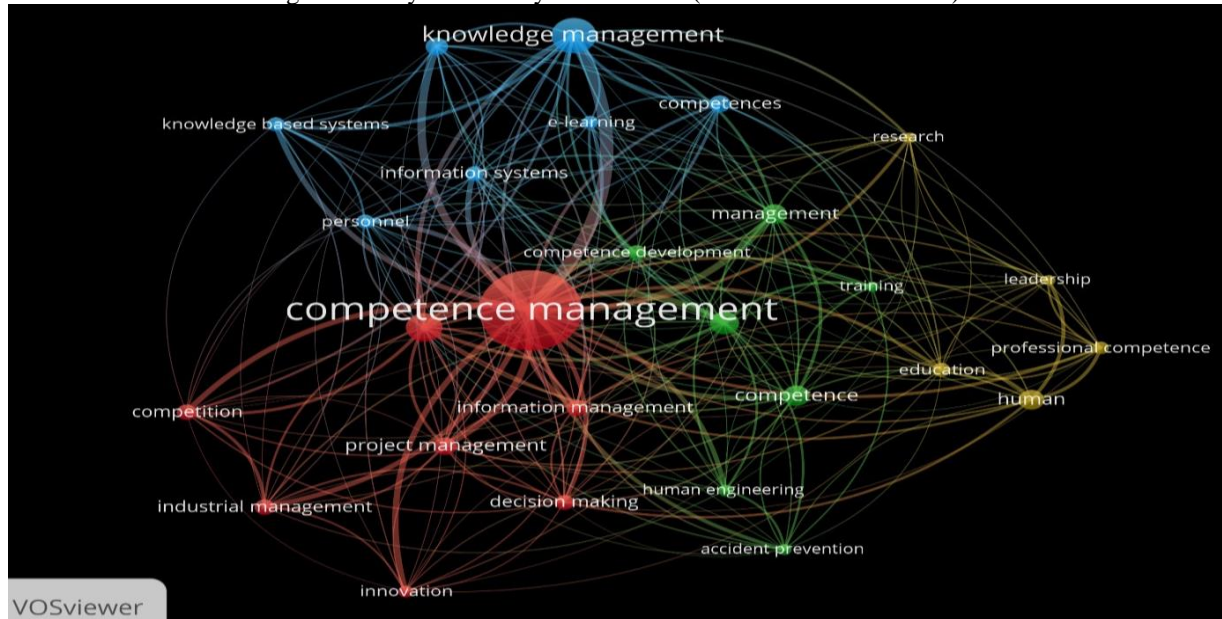 knowledge management
competences
knowledge based systems
e-learning
research
information systems
personnel
management
competence development
leadership
training
competence management
professional competence
education
competence
human
competition
information management
project management
human engineering
industrial management
decision making
accident prevention
innovation
VOSviewer